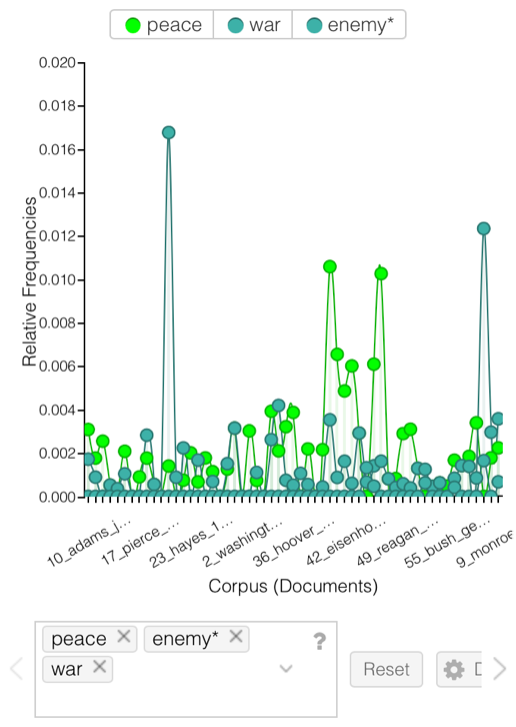 peace war enemy*
0.020
0.018
0.016
0.014
0.012
0.010
0.008
0.006
0.004
0.002
0.000
Relative Frequencies
10_adams_j... 17_pierce_... 23_hayes_1... 2_washingt... 36_hoover_... 42_eisenho... 49_reagan_... 55_bush_ge... 9_monroe
Corpus (Documents)
peace × enemy* × ?
war × Reset D